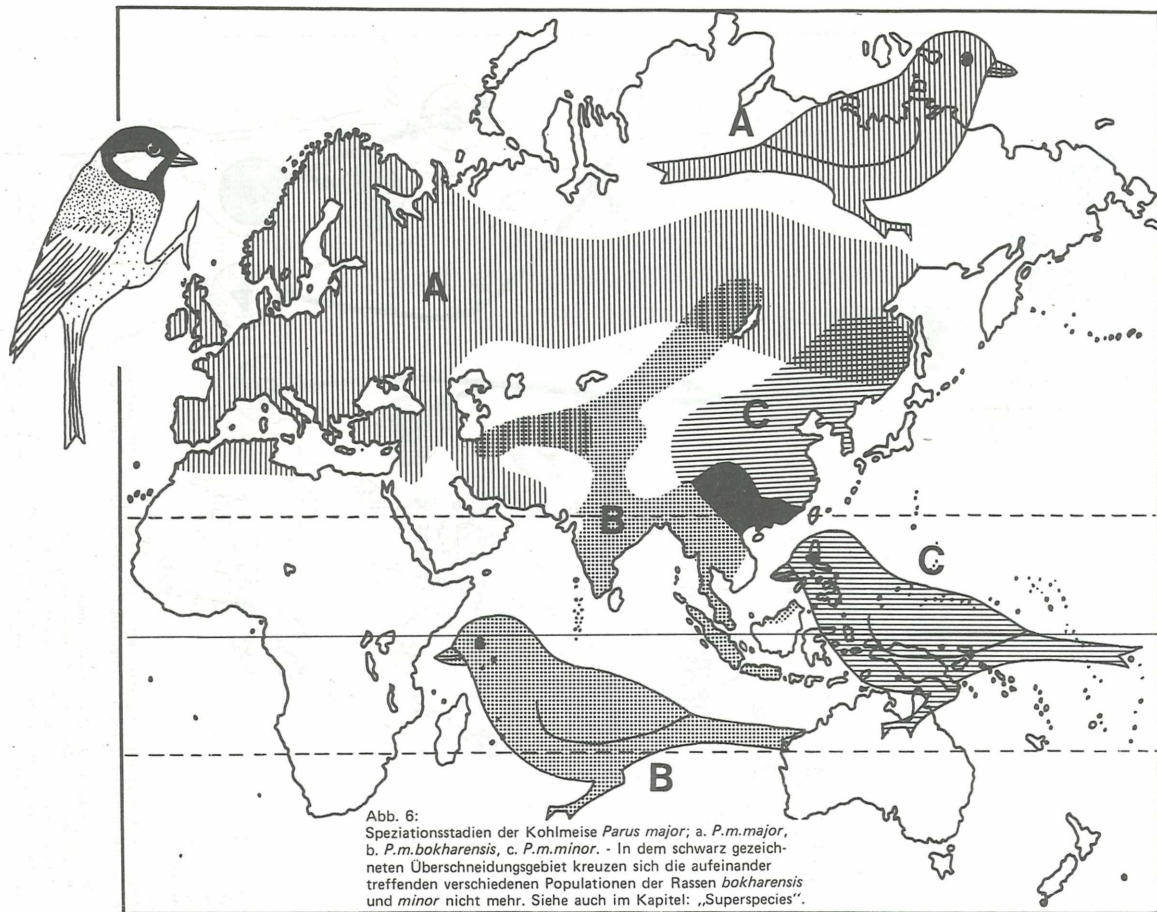 A
A
C
B
C
B
Abb. 6:
Speziationsstadien der Kohlmeise Parus major; a. P.m.major,
b. P.m.bokharensis, c. P.m.minor. - In dem schwarz gezeich-
neten Überschneidungsgebiet kreuzen sich die aufeinander
treffenden verschiedenen Populationen der Rassen bokharensis
und minor nicht mehr. Siehe auch im Kapitel: „Superspecies“.